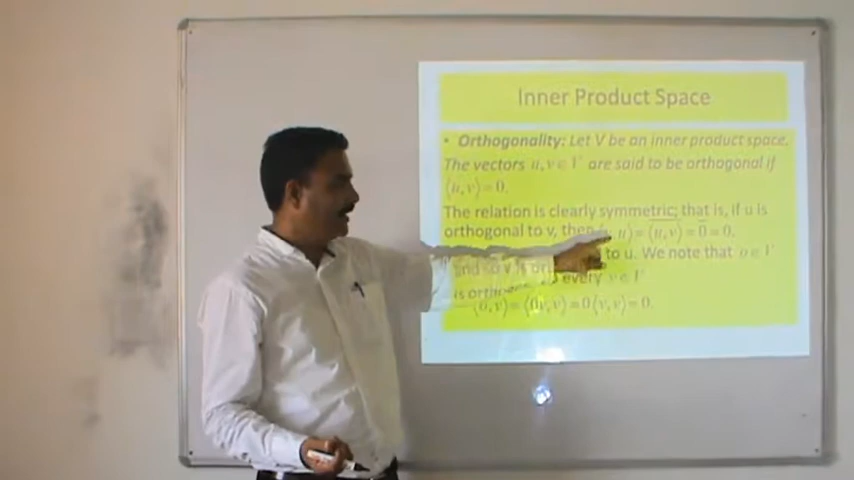 Inner Product Space
• Orthogonality: Let V be an inner product space.
The vectors u, v ∈ V are said to be orthogonal if
⟨u, v⟩ = 0.
The relation is clearly symmetric; that is, if u is
orthogonal to v, then u⟩ = ⟨u, v⟩‾ = 0‾ = 0,
and so v is to u. We note that o ∈ V
is every v ∈ V
⟨o, v⟩ = ⟨0v, v⟩ = 0⟨v, v⟩ = 0.